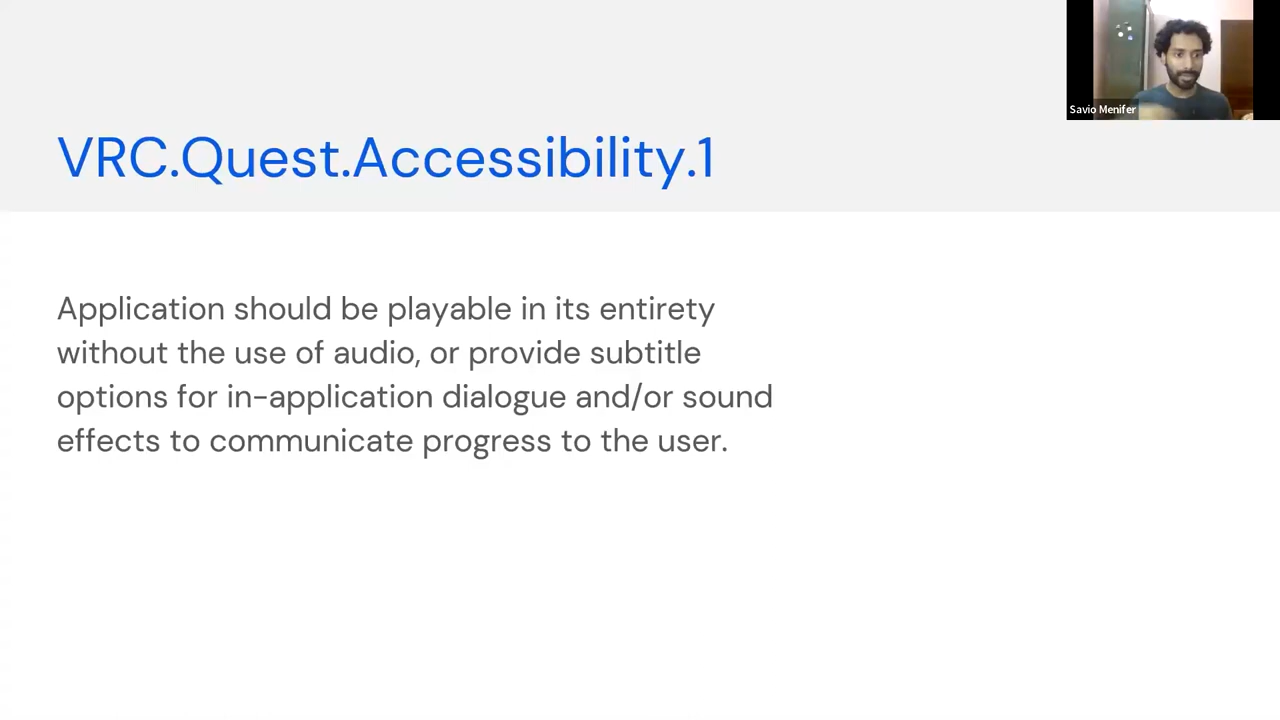 Savio Menifer
VRC.Quest.Accessibility.1
Application should be playable in its entirety
without the use of audio, or provide subtitle
options for in-application dialogue and/or sound
effects to communicate progress to the user.